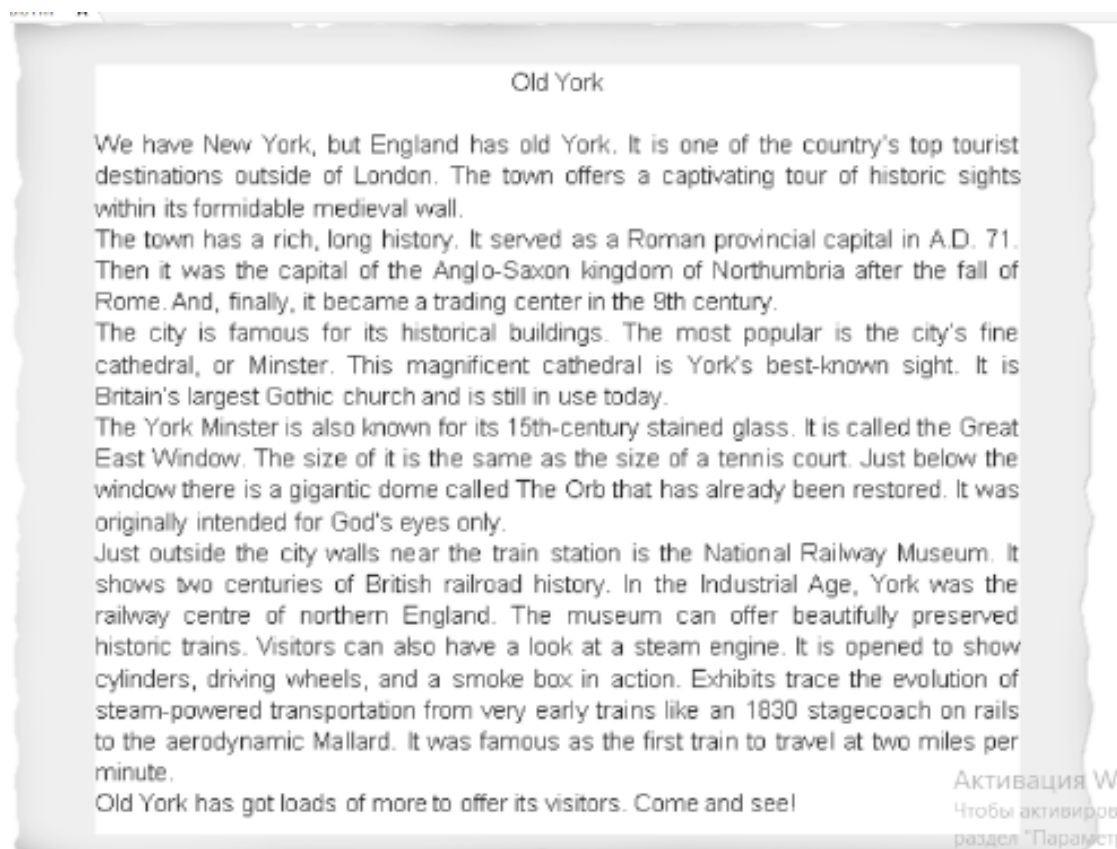 Old York
We have New York, but England has old York. It is one of the country's top tourist
destinations outside of London. The town offers a captivating tour of historic sights
within its formidable medieval wall.
The town has a rich, long history. It served as a Roman provincial capital in A.D. 71.
Then it was the capital of the Anglo-Saxon kingdom of Northumbria after the fall of
Rome. And, finally, it became a trading center in the 9th century.
The city is famous for its historical buildings. The most popular is the city's fine
cathedral, or Minster. This magnificent cathedral is York's best-known sight. It is
Britain's largest Gothic church and is still in use today.
The York Minster is also known for its 15th-century stained glass. It is called the Great
East Window. The size of it is the same as the size of a tennis court. Just below the
window there is a gigantic dome called The Orb that has already been restored. It was
originally intended for God's eyes only.
Just outside the city walls near the train station is the National Railway Museum. It
shows two centuries of British railroad history. In the Industrial Age, York was the
railway centre of northern England. The museum can offer beautifully preserved
historic trains. Visitors can also have a look at a steam engine. It is opened to show
cylinders, driving wheels, and a smoke box in action. Exhibits trace the evolution of
steam-powered transportation from very early trains like an 1830 stagecoach on rails
to the aerodynamic Mallard. It was famous as the first train to travel at two miles per
minute.
Old York has got loads of more to offer its visitors. Come and see!
Активация W
Чтобы активиров
раздел "Парамет